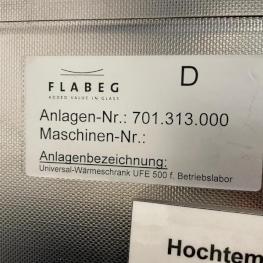 FLABEG
ADDED VALUE IN GLASS
D
Anlagen-Nr.: 701.313.000
Maschinen-Nr.:
Anlagenbezeichnung:
Universal-Wärmeschrank UFE 500 f. Betriebslabor
Hochtem